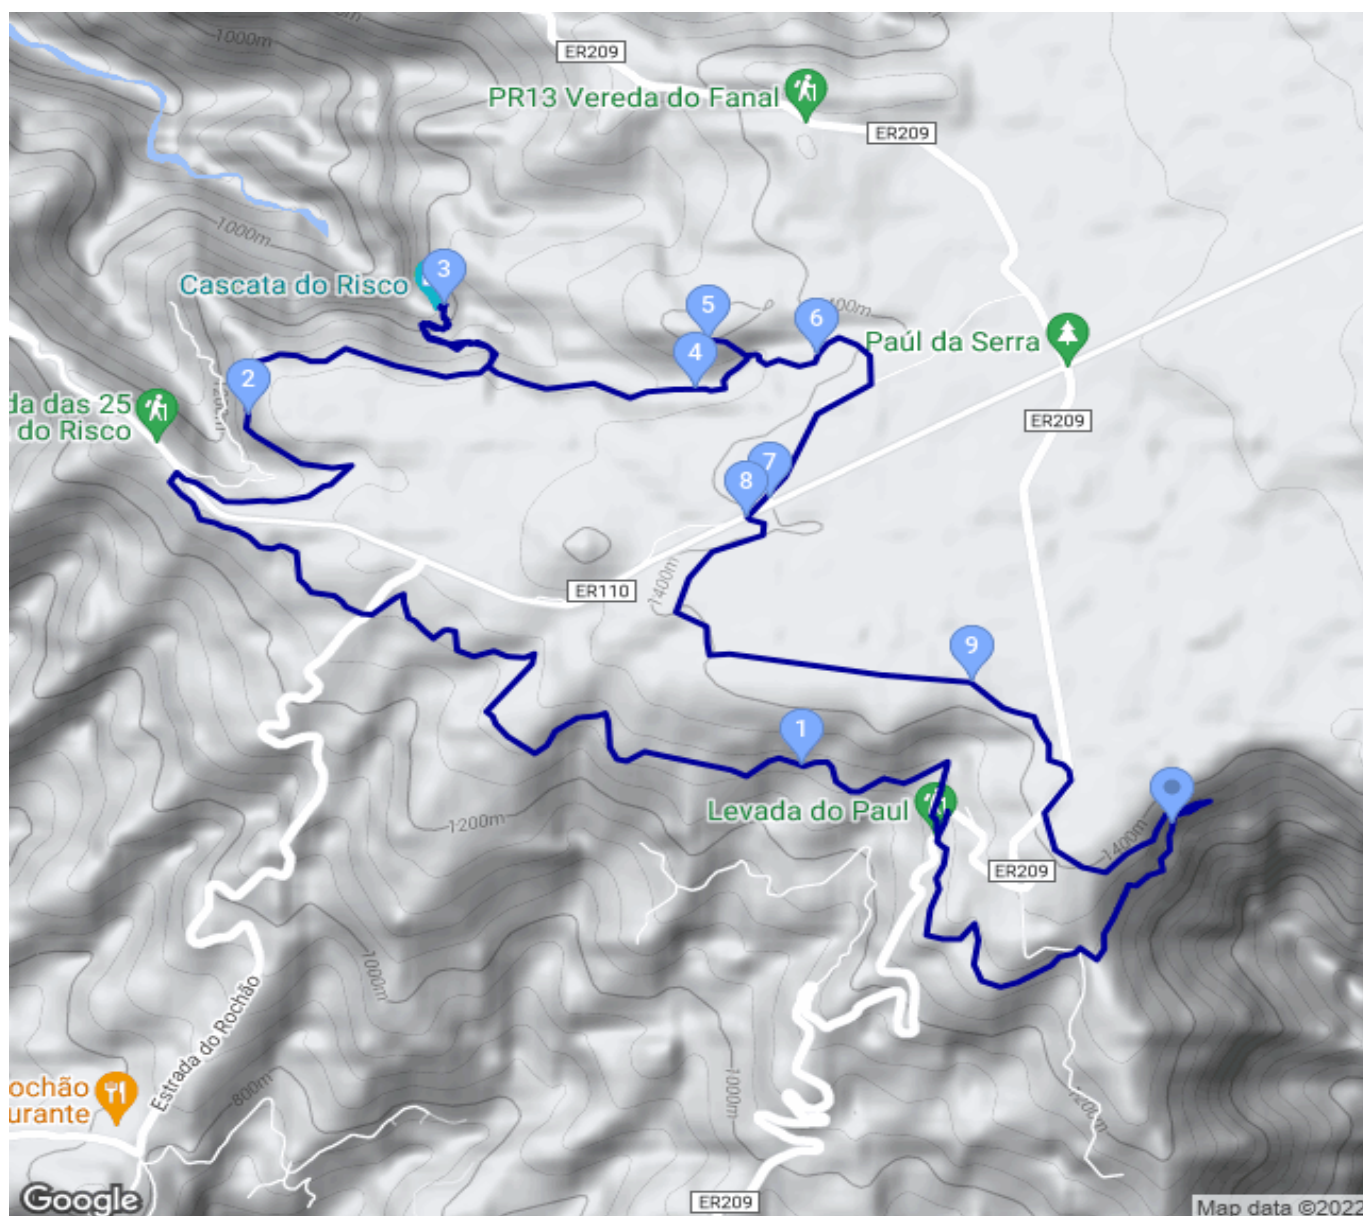 1000m
ER209
PR13 Vereda do Fanal
ER209
1000m
Cascata do Risco
3
5
6
400m
Paúl da Serra
4
2
da das 25
do Risco
1200m
ER209
7
8
1400m
ER110
9
1
Levada do Paul
1200m
1400m
ER209
1000m
Estrada do Rochão
ochão
urante
800m
1000m
1200m
ER209
Google
Map data ©2022